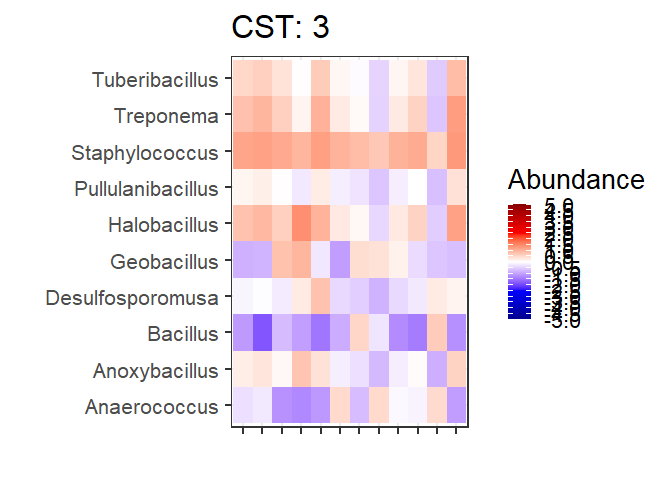 CST: 3
Tuberibacillus
Treponema
Staphylococcus
Pullulanibacillus
Halobacillus
Geobacillus
Desulfosporomusa
Bacillus
Anoxybacillus
Anaerococcus
Abundance
5.0
-5.0